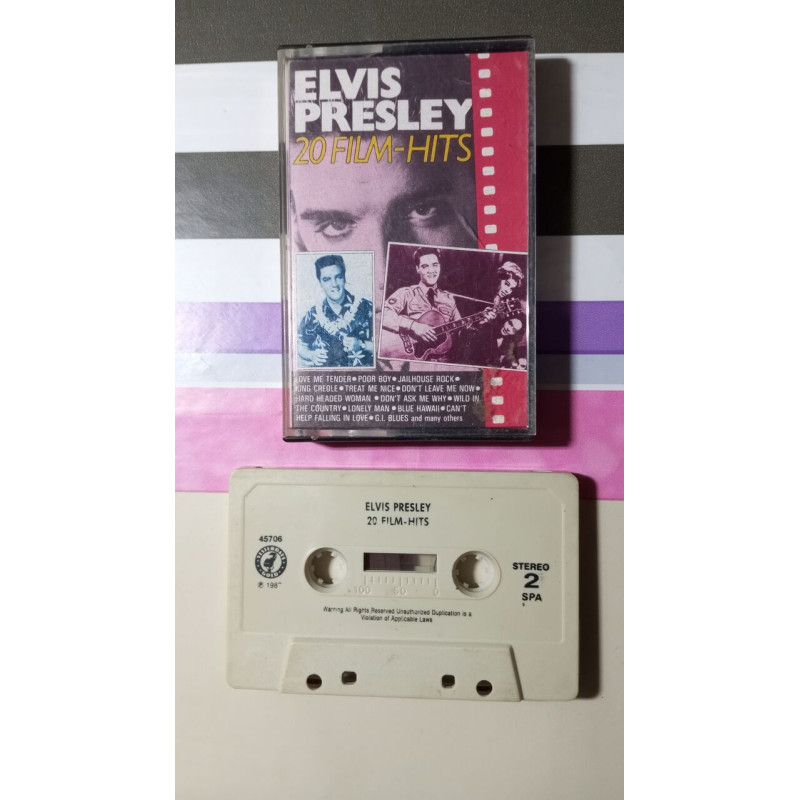 ELVIS
PRESLEY
20 FILM-HITS
LOVE ME TENDER • POOR BOY • JAILHOUSE ROCK •
KING CREOLE • TREAT ME NICE • DON'T LEAVE ME NOW •
HARD HEADED WOMAN • DON'T ASK ME WHY • WILD IN
THE COUNTRY • LONELY MAN • BLUE HAWAII • CAN'T
HELP FALLING IN LOVE • G.I. BLUES and many others
ELVIS PRESLEY
20 FILM-HITS
45706
GOLD
℗ 198
100 50 0
STEREO
2
SPA
Warning All Rights Reserved Unauthorized Duplication is a
Violation of Applicable Laws